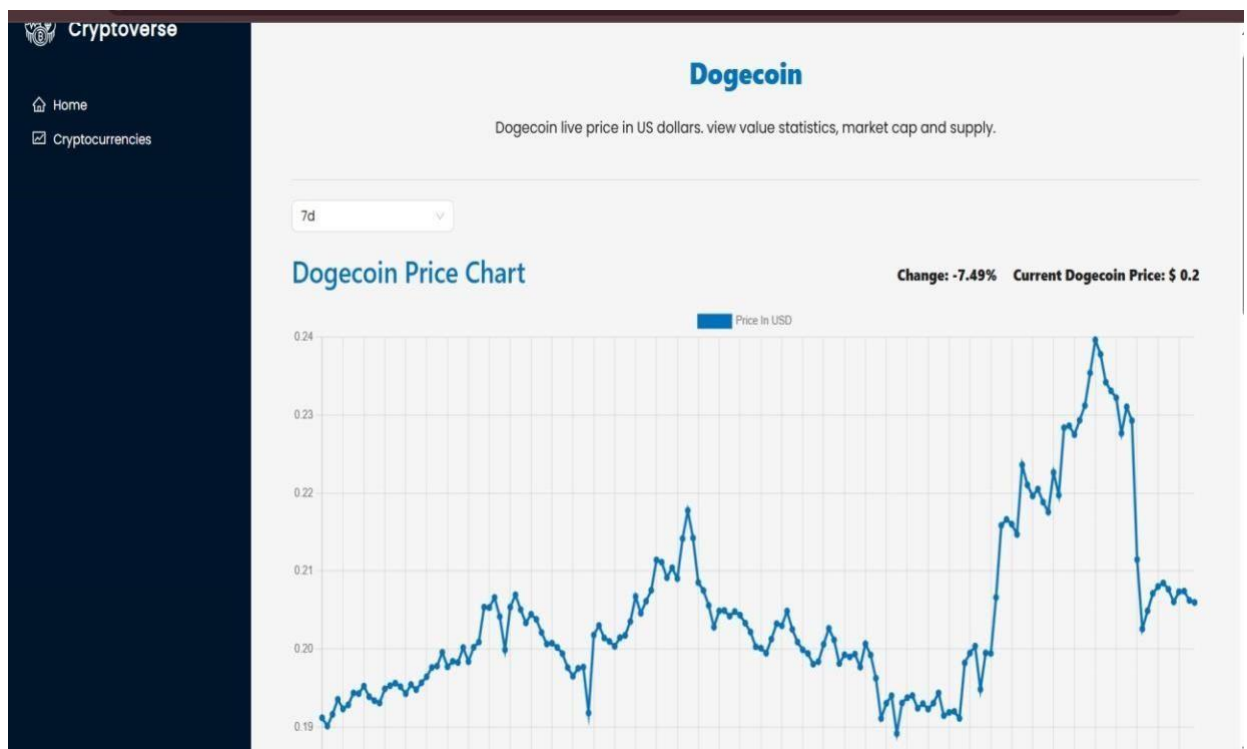 Cryptoverse
Home
Cryptocurrencies
Dogecoin
Dogecoin live price in US dollars. view value statistics, market cap and supply.
7d
Dogecoin Price Chart
Change: -7.49% Current Dogecoin Price: $ 0.2
Price In USD
0.24
0.23
0.22
0.21
0.20
0.19